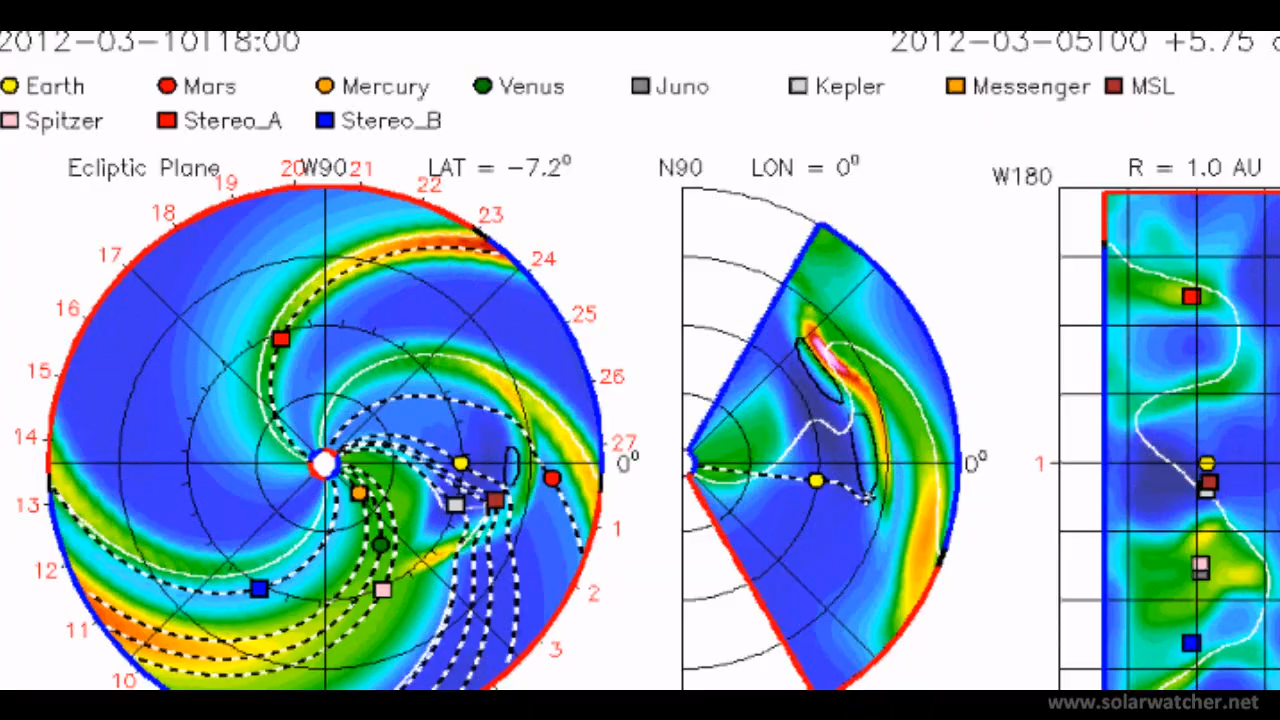 2012-03-10T18:00
2012-03-05T00 +5.75
Earth Mars Mercury Venus Juno Kepler Messenger MSL
Spitzer Stereo_A Stereo_B
Ecliptic Plane W90 LAT = -7.2° N90 LON = 0° W180 R = 1.0 AU
20 21
19 22
18 23
17 24
16 25
15 26
14 27 0° 0° 1
13 1
12 2
11 3
10
www.solarwatcher.net